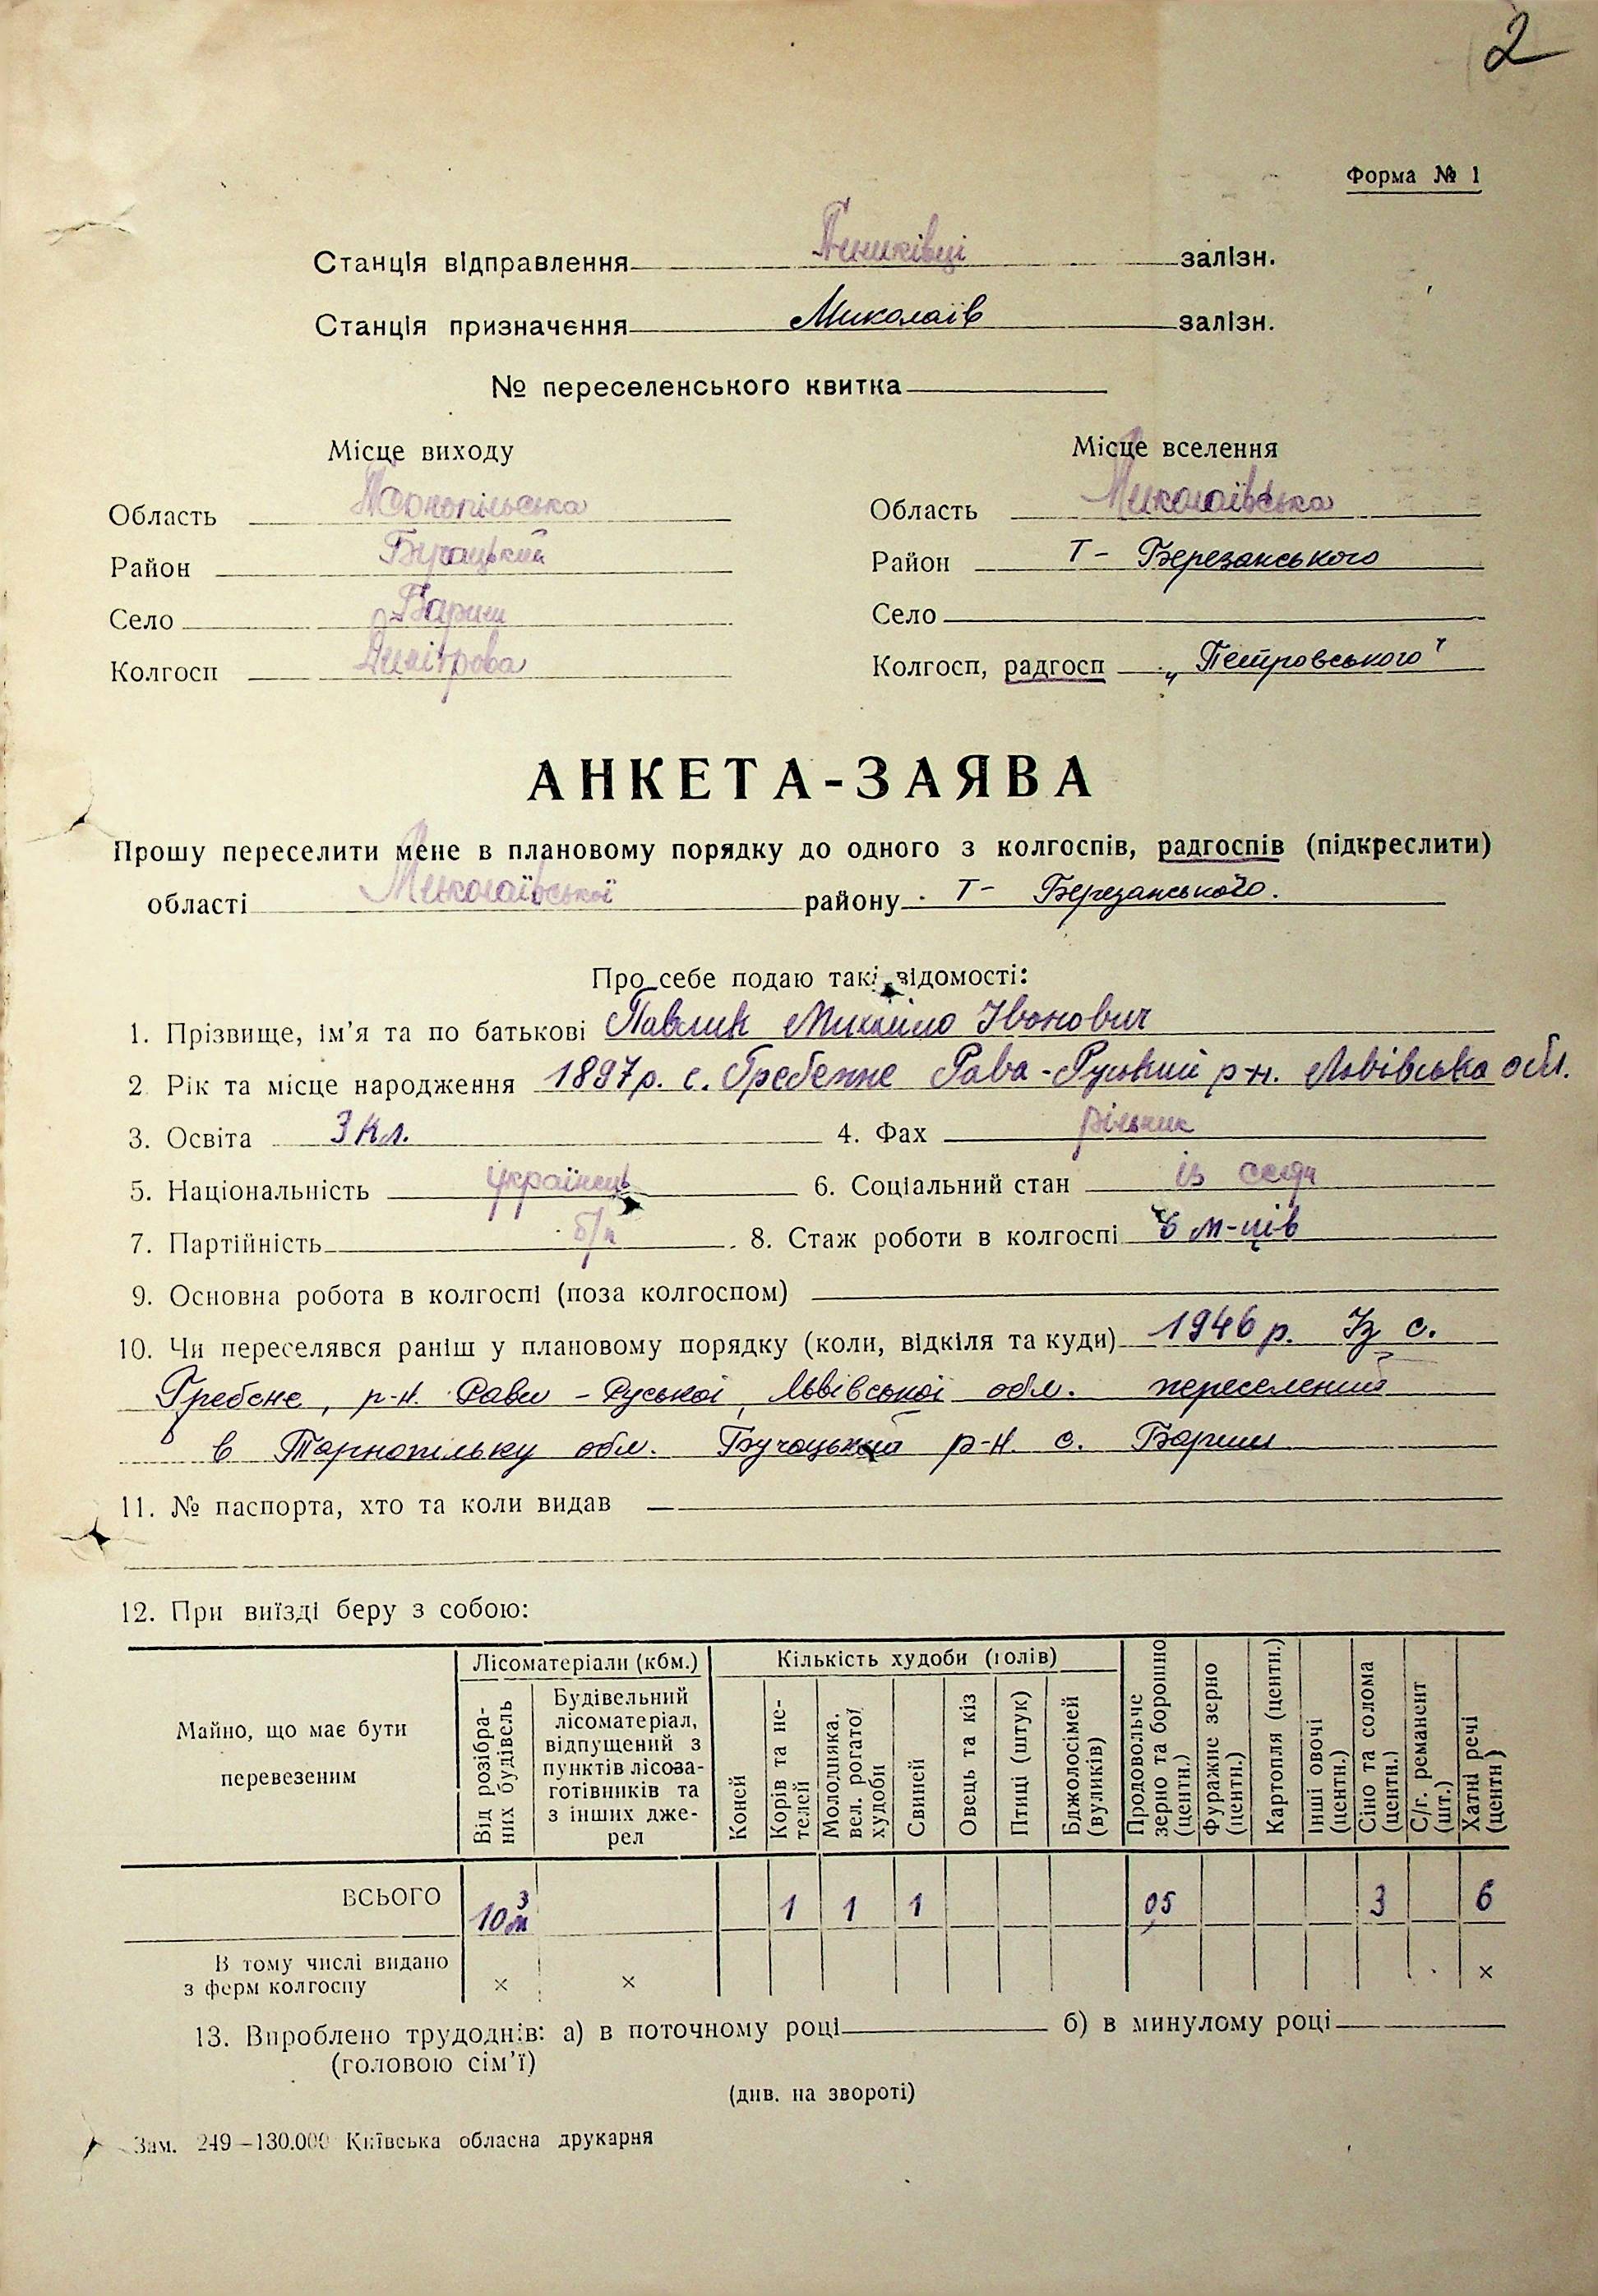 2
Форма № 1
Станція відправлення залізн.
Станція призначення Миколаїв залізн.
№ переселенського квитка
Місце виходу Місце вселення
Область Тернопільська Область Миколаївська
Район Бучацький Район Т- Березанського
Село Бариш Село
Колгосп Димітрова Колгосп, радгосп „Петровського"
АНКЕТА-ЗАЯВА
Прошу переселити мене в плановому порядку до одного з колгоспів, радгоспів (підкреслити)
області Миколаївської району Т- Березанського.
Про себе подаю такі відомості:
1. Прізвище, ім'я та по батькові Павлик Михайло Іванович
2 Рік та місце народження 1897р. с. Гребенне Рава-Руський р-н. Львівська обл.
3. Освіта 3 кл. 4. Фах рільник
5. Національність українець 6. Соціальний стан із селян
7. Партійність б/п 8. Стаж роботи в колгоспі 6 м-ців
9. Основна робота в колгоспі (поза колгоспом)
10. Чи переселявся раніш у плановому порядку (коли, відкіля та куди) 1946 р. Із с.
Гребене, р-н. Рави-Руської, Львівської обл. переселений
в Тарнопільку обл. Бучацький р-н. с. Бариш
11. № паспорта, хто та коли видав —
12. При виїзді беру з собою:
Майно, що має бути перевезеним
Лісоматеріали (кбм.) Кількість худоби (голів)
Від розібраних будівель
Будівельний лісоматеріал, відпущений з пунктів лісозаготівників та з інших джерел
Коней
Корів та нетелей
Молодняка. вел. рогатої худоби
Свиней
Овець та кіз
Птиці (штук)
Бджолосімей (вуликів)
Продовольче зерно та борошно (центн.)
Фуражне зерно (центн.)
Картопля (центн.)
Інші овочі (центн.)
Сіно та солома (центн.)
С/г. реманент (шт.)
Хатні речі (центн)
ВСЬОГО 10 м³ 1 1 1 0,5 3 6
В тому числі видано з ферм колгоспу × × ×
13. Вироблено трудоднів: а) в поточному році б) в минулому році
(головою сім'ї)
(див. на звороті)
Зам. 249—130.000 Київська обласна друкарня